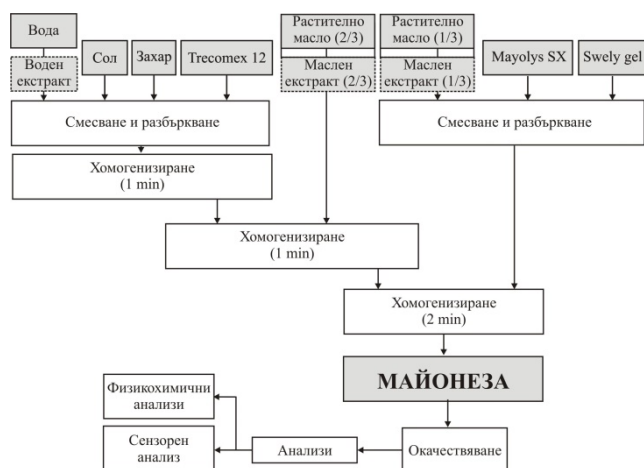 Вода
Воден
екстракт
Сол
Захар
Trecomex 12
Растително
масло (2/3)
Маслен
екстракт (2/3)
Растително
масло (1/3)
Маслен
екстракт (1/3)
Mayolys SX
Swely gel
Смесване и разбъркване
Смесване и разбъркване
Хомогенизиране
(1 min)
Хомогенизиране
(1 min)
Хомогенизиране
(2 min)
МАЙОНЕЗА
Физикохимични
анализи
Сензорен
анализ
Анализи
Окачествяване